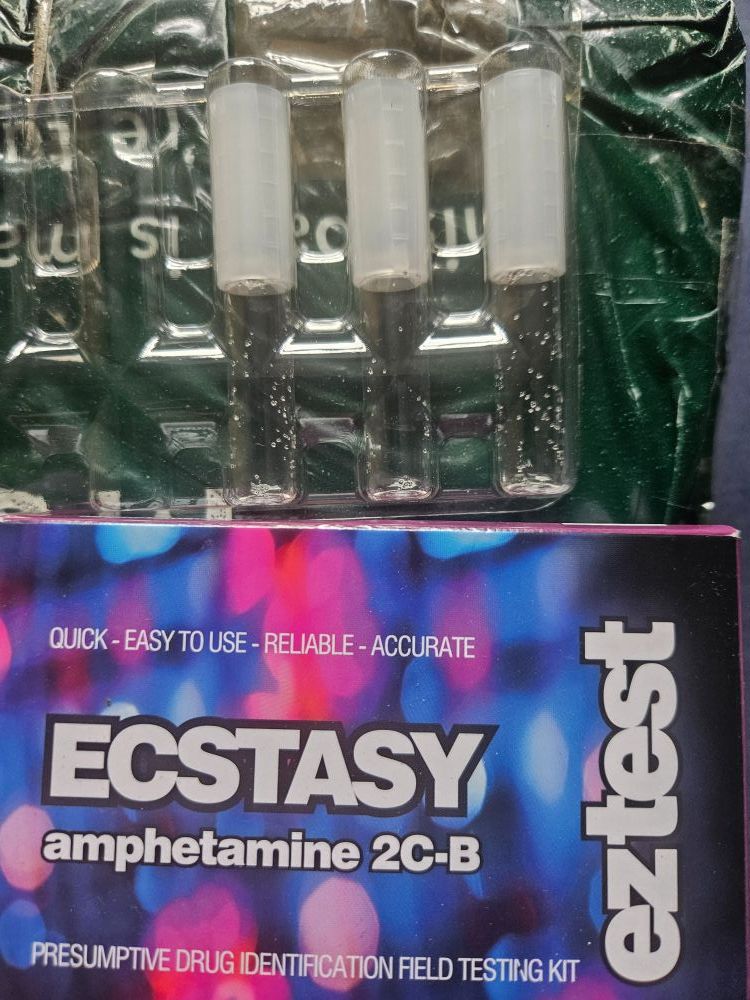 QUICK - EASY TO USE - RELIABLE - ACCURATE
ECSTASY
amphetamine 2C-B
PRESUMPTIVE DRUG IDENTIFICATION FIELD TESTING KIT
eztest